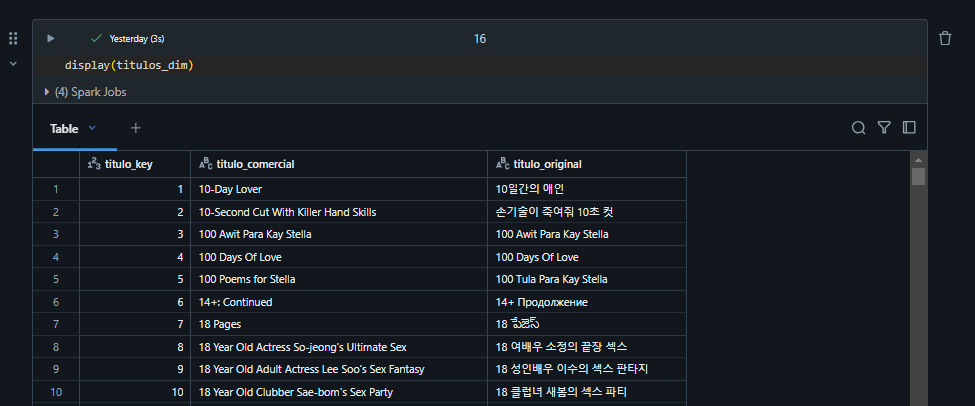 Yesterday (3s)
16
display(titulos_dim)
(4) Spark Jobs
Table
titulo_key titulo_comercial titulo_original
1 1 10-Day Lover 10일간의 애인
2 2 10-Second Cut With Killer Hand Skills 손기술이 죽여줘 10초 컷
3 3 100 Awit Para Kay Stella 100 Awit Para Kay Stella
4 4 100 Days Of Love 100 Days Of Love
5 5 100 Poems for Stella 100 Tula Para Kay Stella
6 6 14+: Continued 14+ Продолжение
7 7 18 Pages 18 పేజీస్
8 8 18 Year Old Actress So-jeong's Ultimate Sex 18 여배우 소정의 끝장 섹스
9 9 18 Year Old Adult Actress Lee Soo's Sex Fantasy 18 성인배우 이수의 섹스 판타지
10 10 18 Year Old Clubber Sae-bom's Sex Party 18 클럽녀 새봄의 섹스 파티